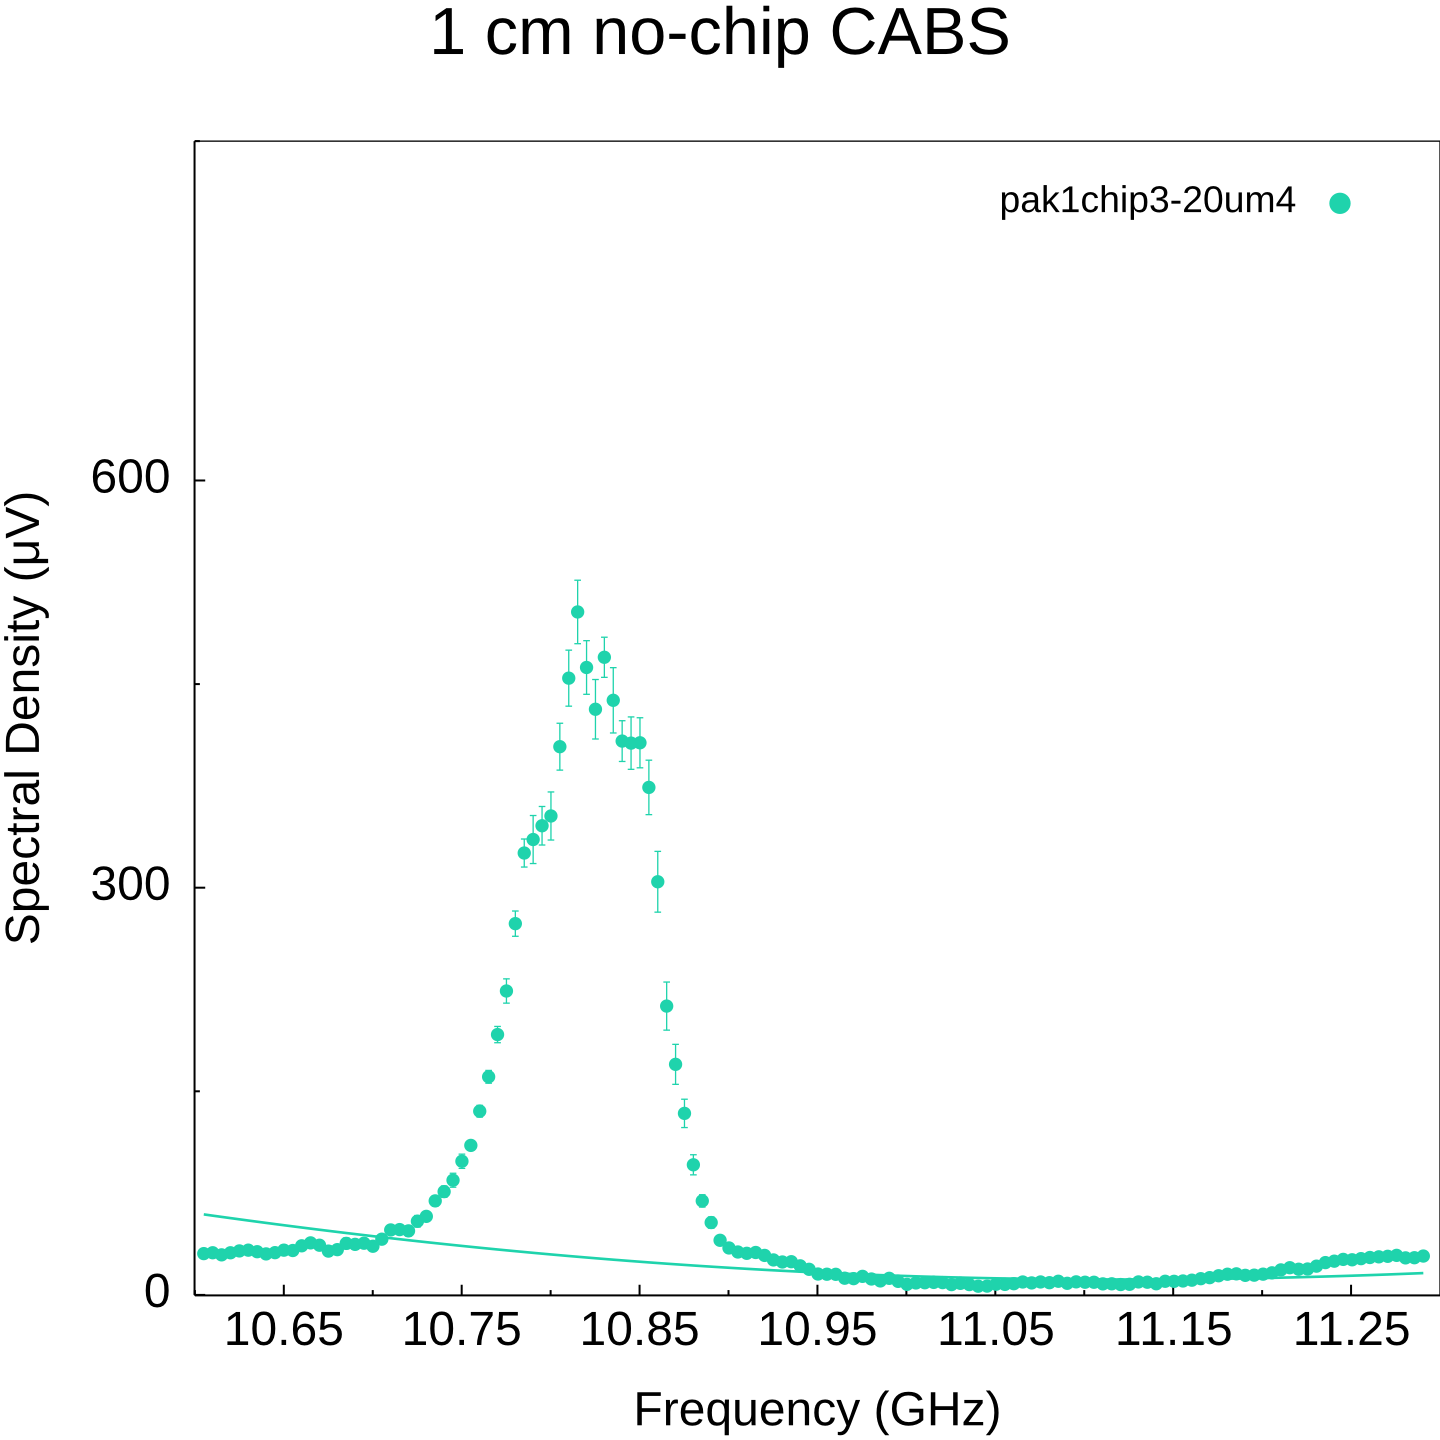 1 cm no-chip CABS
pak1chip3-20um4
Spectral Density (μV)
600
300
0
10.65 10.75 10.85 10.95 11.05 11.15 11.25
Frequency (GHz)